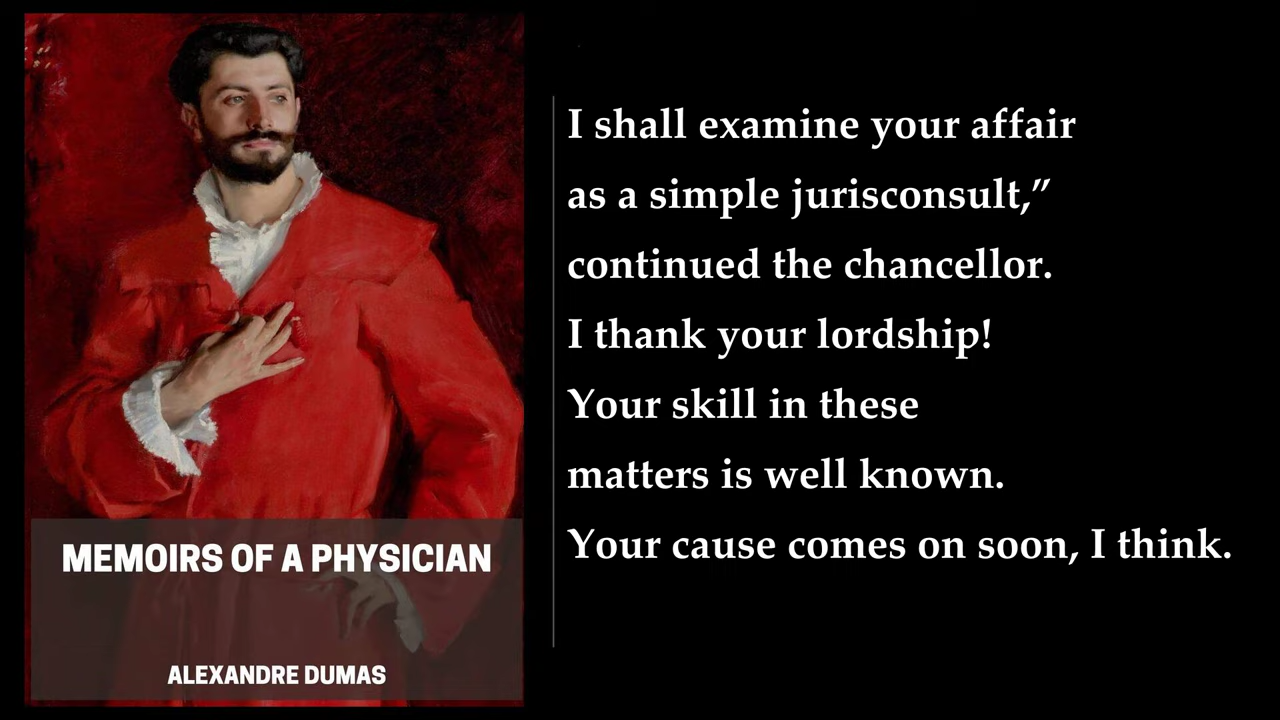 I shall examine your affair
as a simple jurisconsult,”
continued the chancellor.
I thank your lordship!
Your skill in these
matters is well known.
Your cause comes on soon, I think.
MEMOIRS OF A PHYSICIAN
ALEXANDRE DUMAS